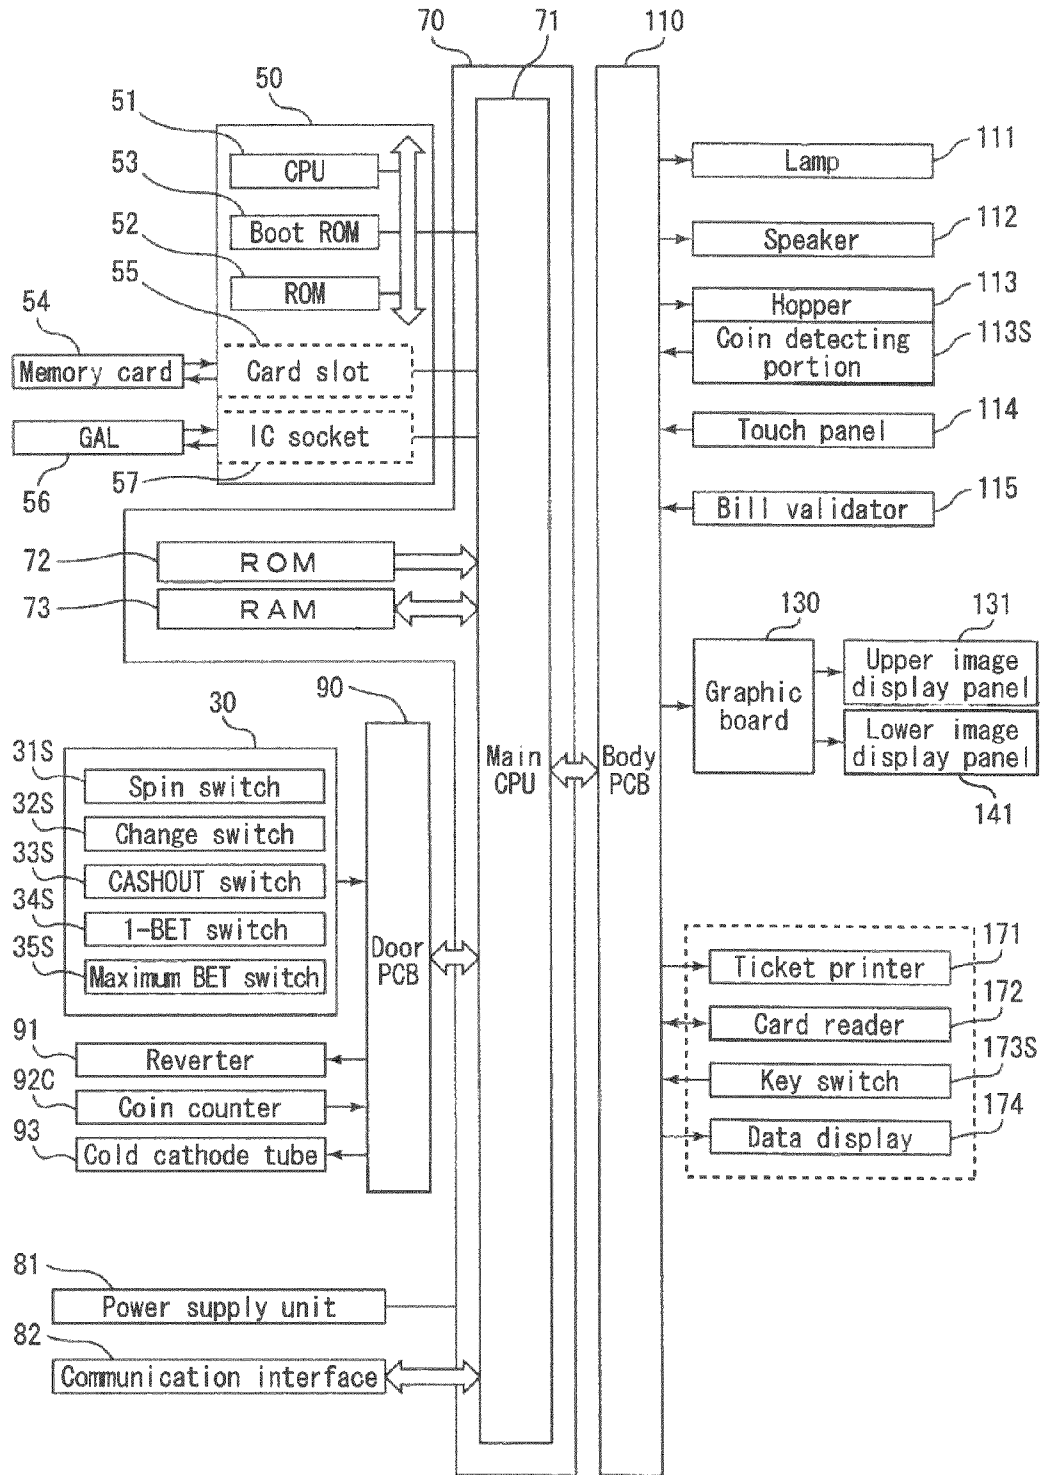 70
71
110
50
51
CPU
53
Boot ROM
52
ROM
55
54
Memory card
Card slot
GAL
IC socket
56
57
72
ROM
73
RAM
Lamp
111
Speaker
112
Hopper
113
Coin detecting
portion
113S
Touch panel
114
Bill validator
115
130
Graphic
board
131
Upper image
display panel
Lower image
display panel
141
Main
CPU
Body
PCB
30
90
31S
Spin switch
32S
Change switch
33S
CASHOUT switch
34S
1-BET switch
35S
Maximum BET switch
Door
PCB
91
Reverter
92C
Coin counter
93
Cold cathode tube
171
Ticket printer
172
Card reader
173S
Key switch
174
Data display
81
Power supply unit
82
Communication interface